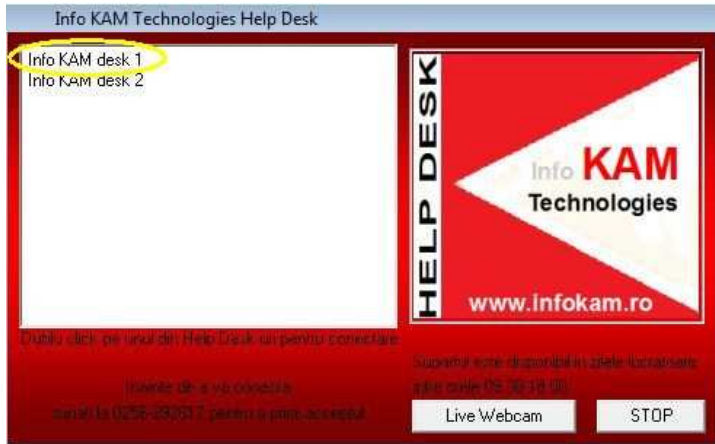 Info KAM Technologies Help Desk
Info KAM desk 1
Info KAM desk 2
HELP DESK
Info KAM
Technologies
www.infokam.ro
Dublu click pe unul din Help Desk uri pentru conectare
Inainte de a va conecta
sunati la pentru a primi acceptul
Suportul este disponibil in zilele lucratoare
intre orele
Live Webcam
STOP